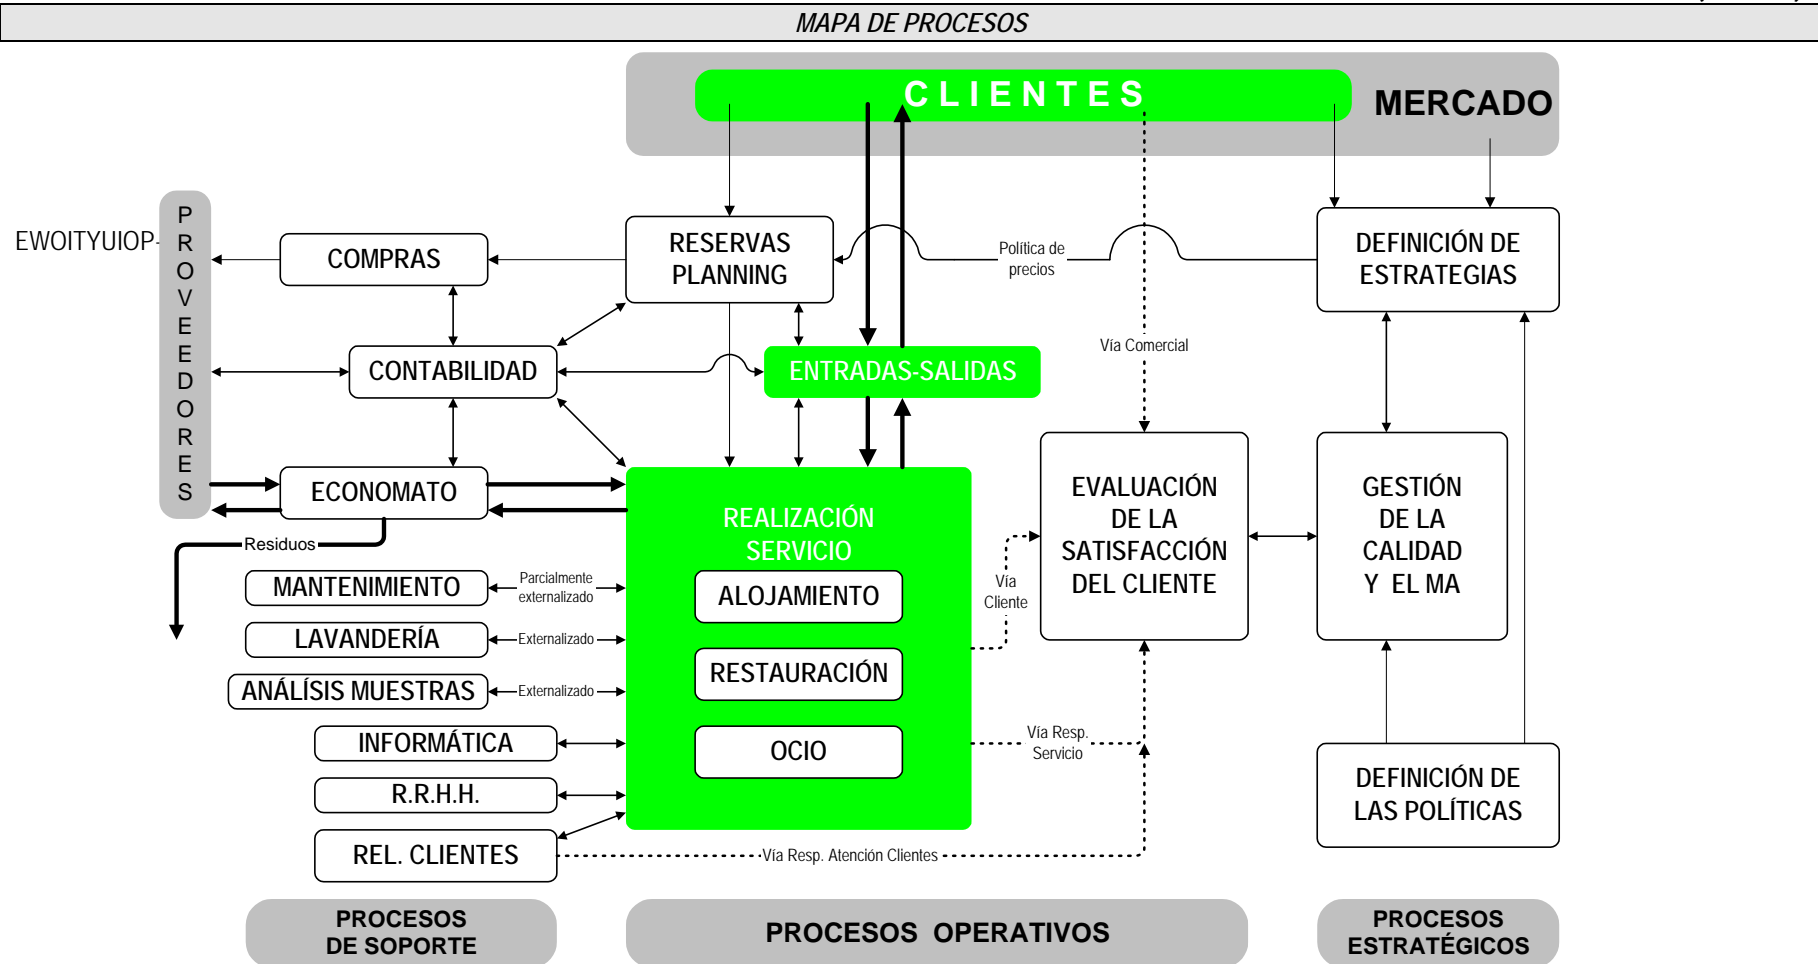 MAPA DE PROCESOS
CLIENTES
MERCADO
EWOITYUIOP-
PROVEEDORES
COMPRAS
RESERVAS
PLANNING
Política de
precios
DEFINICIÓN DE
ESTRATEGIAS
Vía Comercial
CONTABILIDAD
ENTRADAS-SALIDAS
ECONOMATO
Residuos
REALIZACIÓN
SERVICIO
ALOJAMIENTO
RESTAURACIÓN
OCIO
EVALUACIÓN
DE LA
SATISFACCIÓN
DEL CLIENTE
GESTIÓN
DE LA
CALIDAD
Y EL MA
Vía
Cliente
MANTENIMIENTO
Parcialmente
externalizado
LAVANDERÍA
Externalizado
ANÁLÍSIS MUESTRAS
Externalizado
INFORMÁTICA
R.R.H.H.
REL. CLIENTES
Vía Resp.
Servicio
Vía Resp. Atención Clientes
DEFINICIÓN DE
LAS POLÍTICAS
PROCESOS
DE SOPORTE
PROCESOS OPERATIVOS
PROCESOS
ESTRATÉGICOS